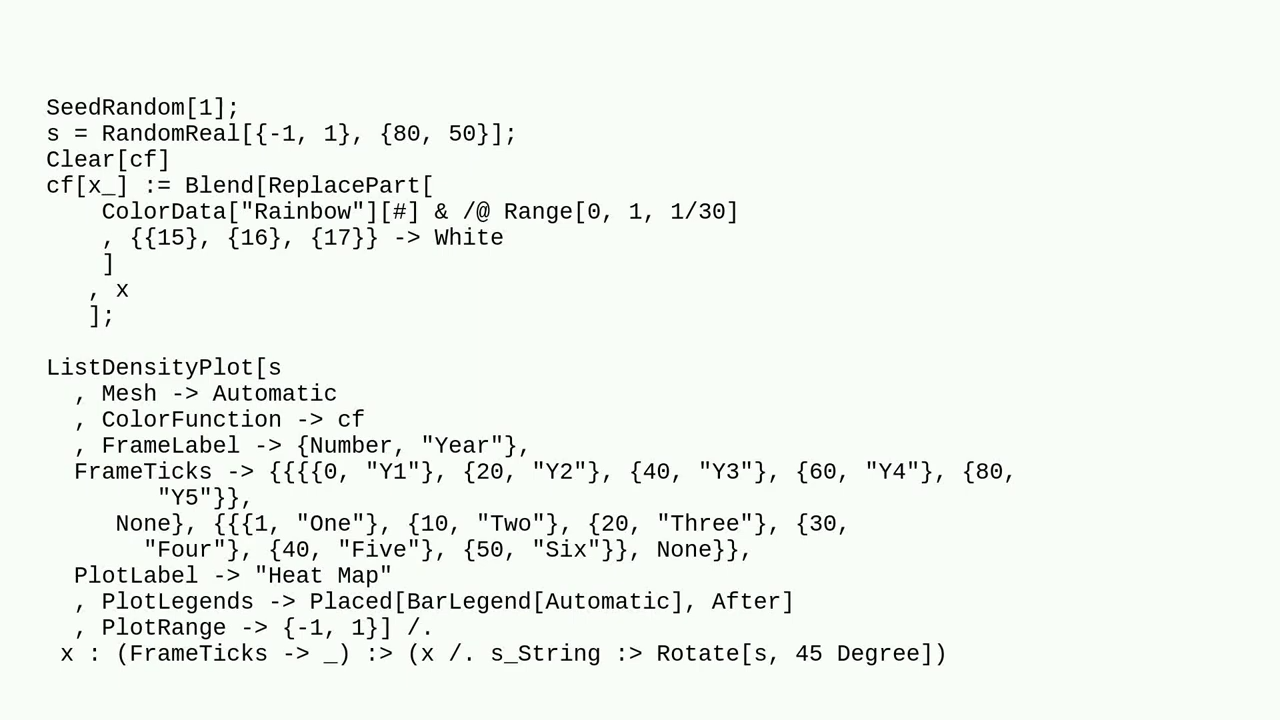 SeedRandom[1];
s = RandomReal[{-1, 1}, {80, 50}];
Clear[cf]
cf[x_] := Blend[ReplacePart[
    ColorData["Rainbow"][#] & /@ Range[0, 1, 1/30]
    , {{15}, {16}, {17}} -> White
    ]
   , x
   ];

ListDensityPlot[s
  , Mesh -> Automatic
  , ColorFunction -> cf
  , FrameLabel -> {Number, "Year"},
  FrameTicks -> {{{{0, "Y1"}, {20, "Y2"}, {40, "Y3"}, {60, "Y4"}, {80,
        "Y5"}},
     None}, {{{1, "One"}, {10, "Two"}, {20, "Three"}, {30,
       "Four"}, {40, "Five"}, {50, "Six"}}, None}},
  PlotLabel -> "Heat Map"
  , PlotLegends -> Placed[BarLegend[Automatic], After]
  , PlotRange -> {-1, 1}] /.
 x : (FrameTicks -> _) :> (x /. s_String :> Rotate[s, 45 Degree])